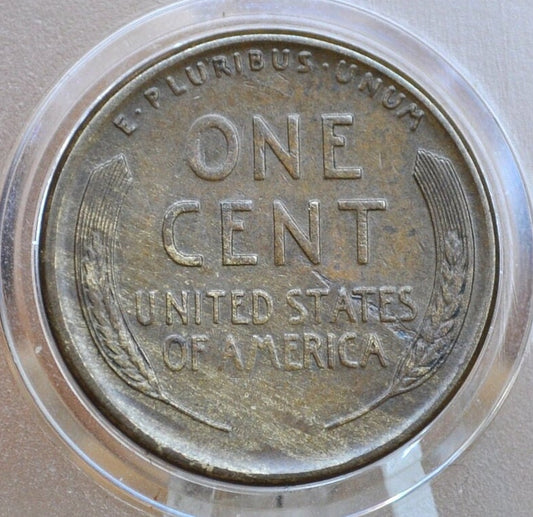 E·PLURIBUS·UNUM
ONE
CENT
UNITED STATES
OF AMERICA